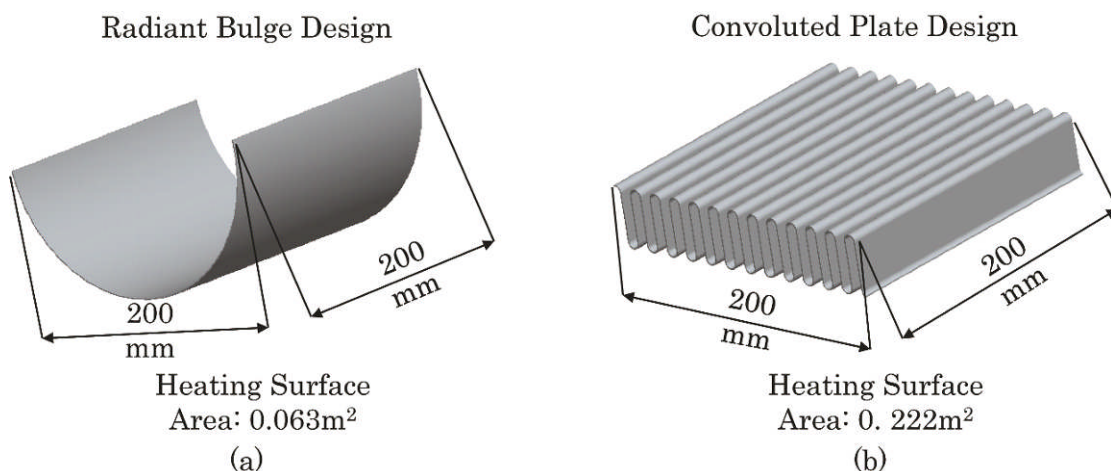 Radiant Bulge Design
200
mm
200
mm
Heating Surface
Area: 0.063m²
(a)
Convoluted Plate Design
200
mm
200
mm
Heating Surface
Area: 0. 222m²
(b)